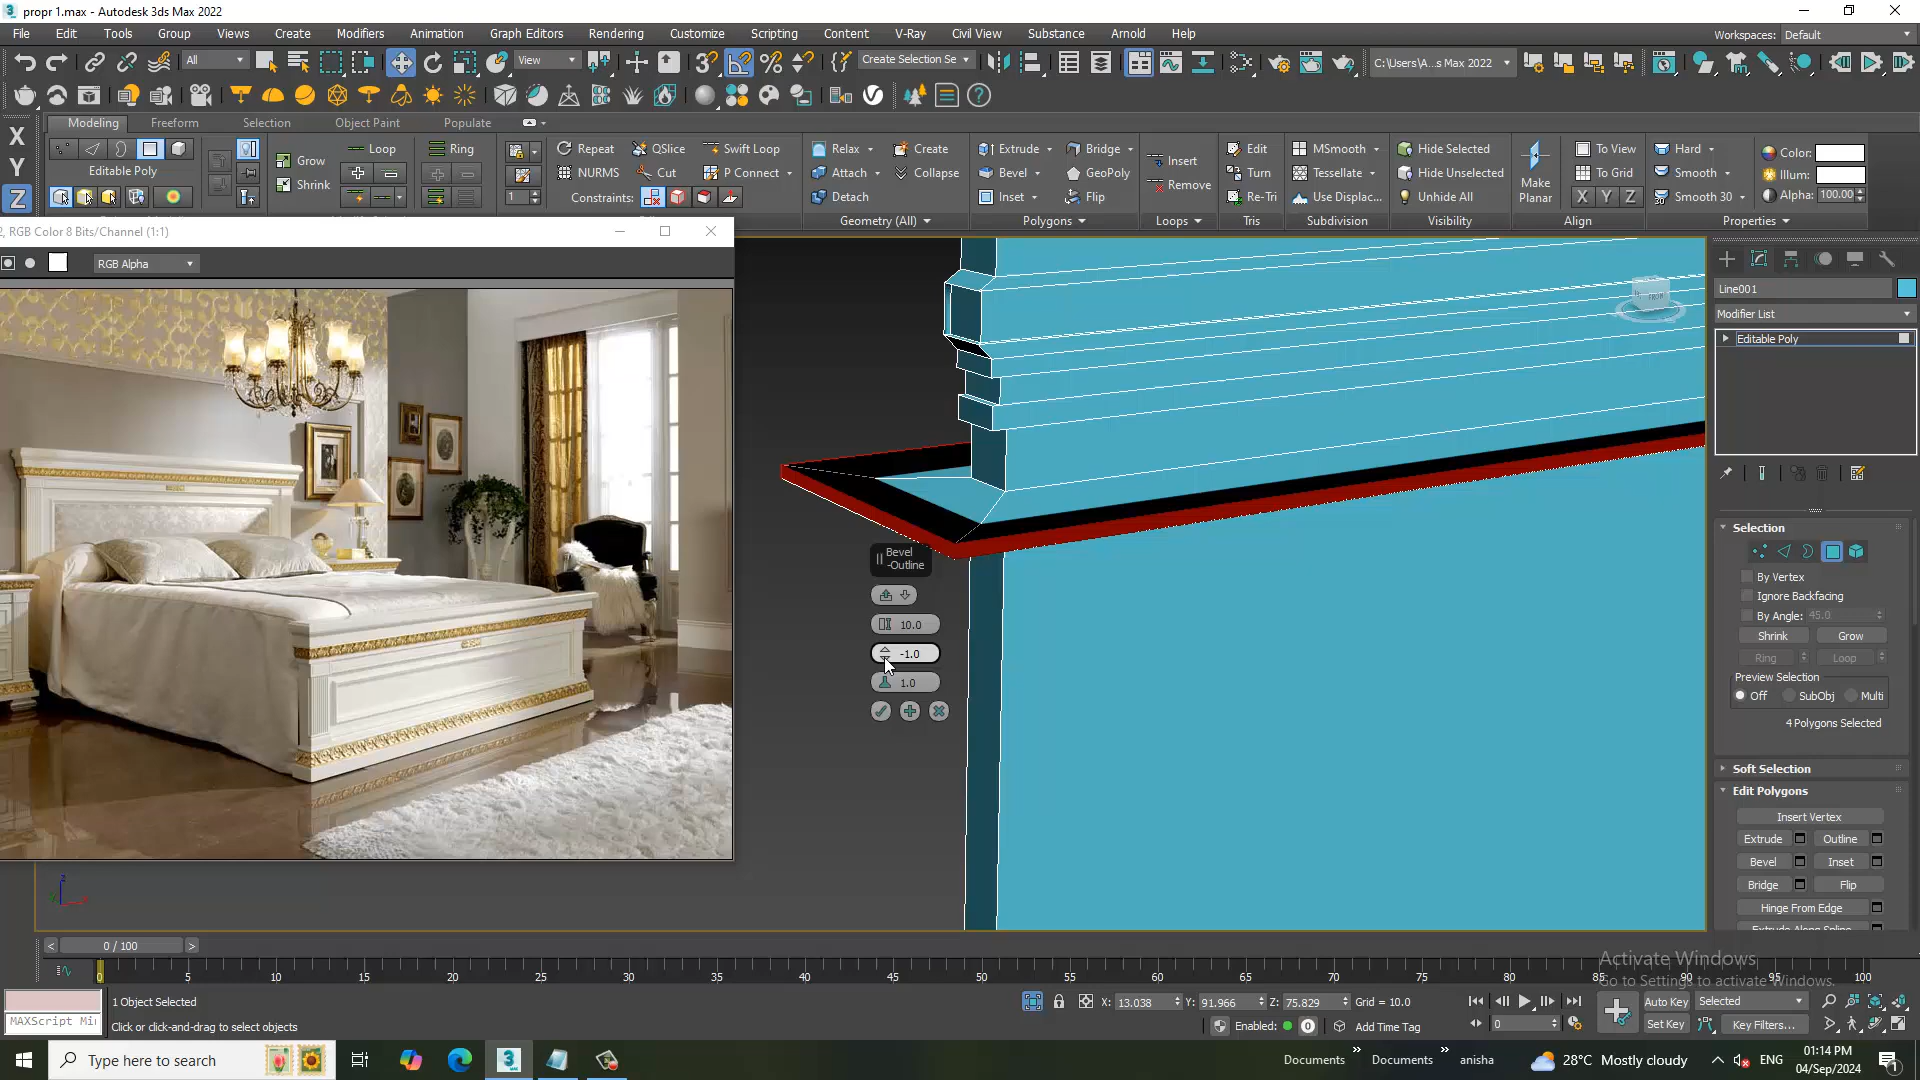 propr 1.max - Autodesk 3ds Max 2022
File Edit Tools Group Views Create Modifiers Animation Graph Editors Rendering Customize Scripting Content V-Ray Civil View Substance Arnold Help
Workspaces: Default
All View Create Selection Se C:\Users\A...s Max 2022
Modeling Freeform Selection Object Paint Populate
Loop Ring Repeat QSlice Swift Loop Relax Create Extrude Bridge Insert Edit MSmooth Hide Selected To View Hard Color:
Editable Poly Grow NURMS Cut P Connect Attach Collapse Bevel GeoPoly Turn Tessellate Hide Unselected To Grid Smooth Illum:
Shrink 1 Constraints: Detach Inset Flip Remove Re-Tri Use Displac... Unhide All Make Planar X Y Z Smooth 30 Alpha: 100.00
Geometry (All) Polygons Loops Tris Subdivision Visibility Align Properties
X
Y
Z
2, RGB Color 8 Bits/Channel (1:1)
RGB Alpha
Bevel
-Outline
10.0
-1.0
1.0
Line001
Modifier List
Editable Poly
Selection
By Vertex
Ignore Backfacing
By Angle: 45.0
Shrink Grow
Ring Loop
Preview Selection
Off SubObj Multi
4 Polygons Selected
Soft Selection
Edit Polygons
Insert Vertex
Extrude Outline
Bevel Inset
Bridge Flip
Hinge From Edge
Extrude Along Spline
0 / 100
0 5 10 15 20 25 30 35 40 45 50 55 60 65 70 75 80 85 90 95 100
Activate Windows
Go to Settings to activate Windows.
1 Object Selected
X: 13.038 Y: 91.966 Z: 75.829 Grid = 10.0
Auto Key Selected
MAXScript Mi
Click or click-and-drag to select objects
Enabled: 0 Add Time Tag
0 Set Key Key Filters...
Type here to search
Documents Documents anisha
28°C Mostly cloudy ENG
01:14 PM
04/Sep/2024
1